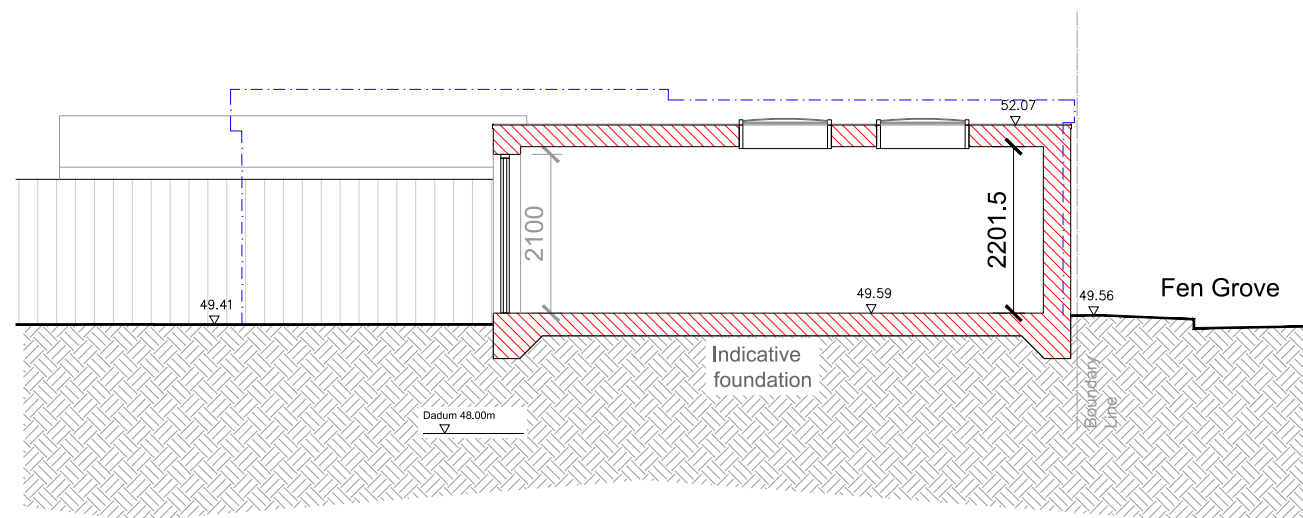 52.07
2100
2201.5
49.41
49.59
49.56
Fen Grove
Indicative
foundation
Dadum 48.00m
Boundary
Line